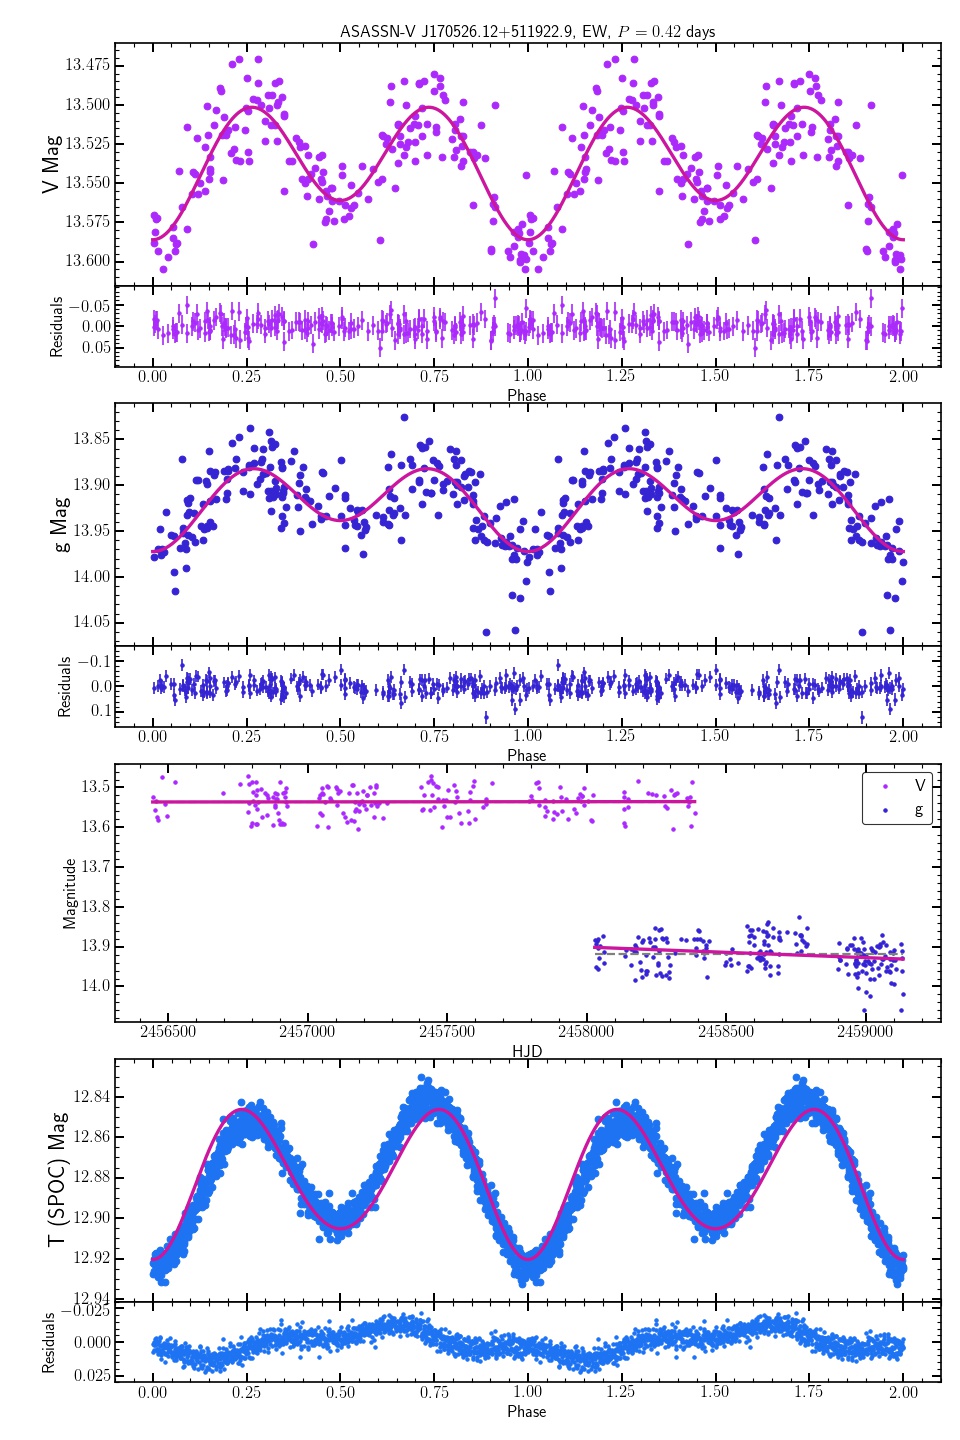 ASASSN-V J170526.12+511922.9, EW, P = 0.42 days
V Mag
13.475
13.500
13.525
13.550
13.575
13.600
Residuals
−0.05
0.00
0.05
0.00 0.25 0.50 0.75 1.00 1.25 1.50 1.75 2.00
Phase
g Mag
13.85
13.90
13.95
14.00
14.05
Residuals
−0.1
0.0
0.1
0.00 0.25 0.50 0.75 1.00 1.25 1.50 1.75 2.00
Phase
Magnitude
13.5
13.6
13.7
13.8
13.9
14.0
V
g
2456500 2457000 2457500 2458000 2458500 2459000
HJD
T (SPOC) Mag
12.84
12.86
12.88
12.90
12.92
12.94
Residuals
−0.025
0.000
0.025
0.00 0.25 0.50 0.75 1.00 1.25 1.50 1.75 2.00
Phase